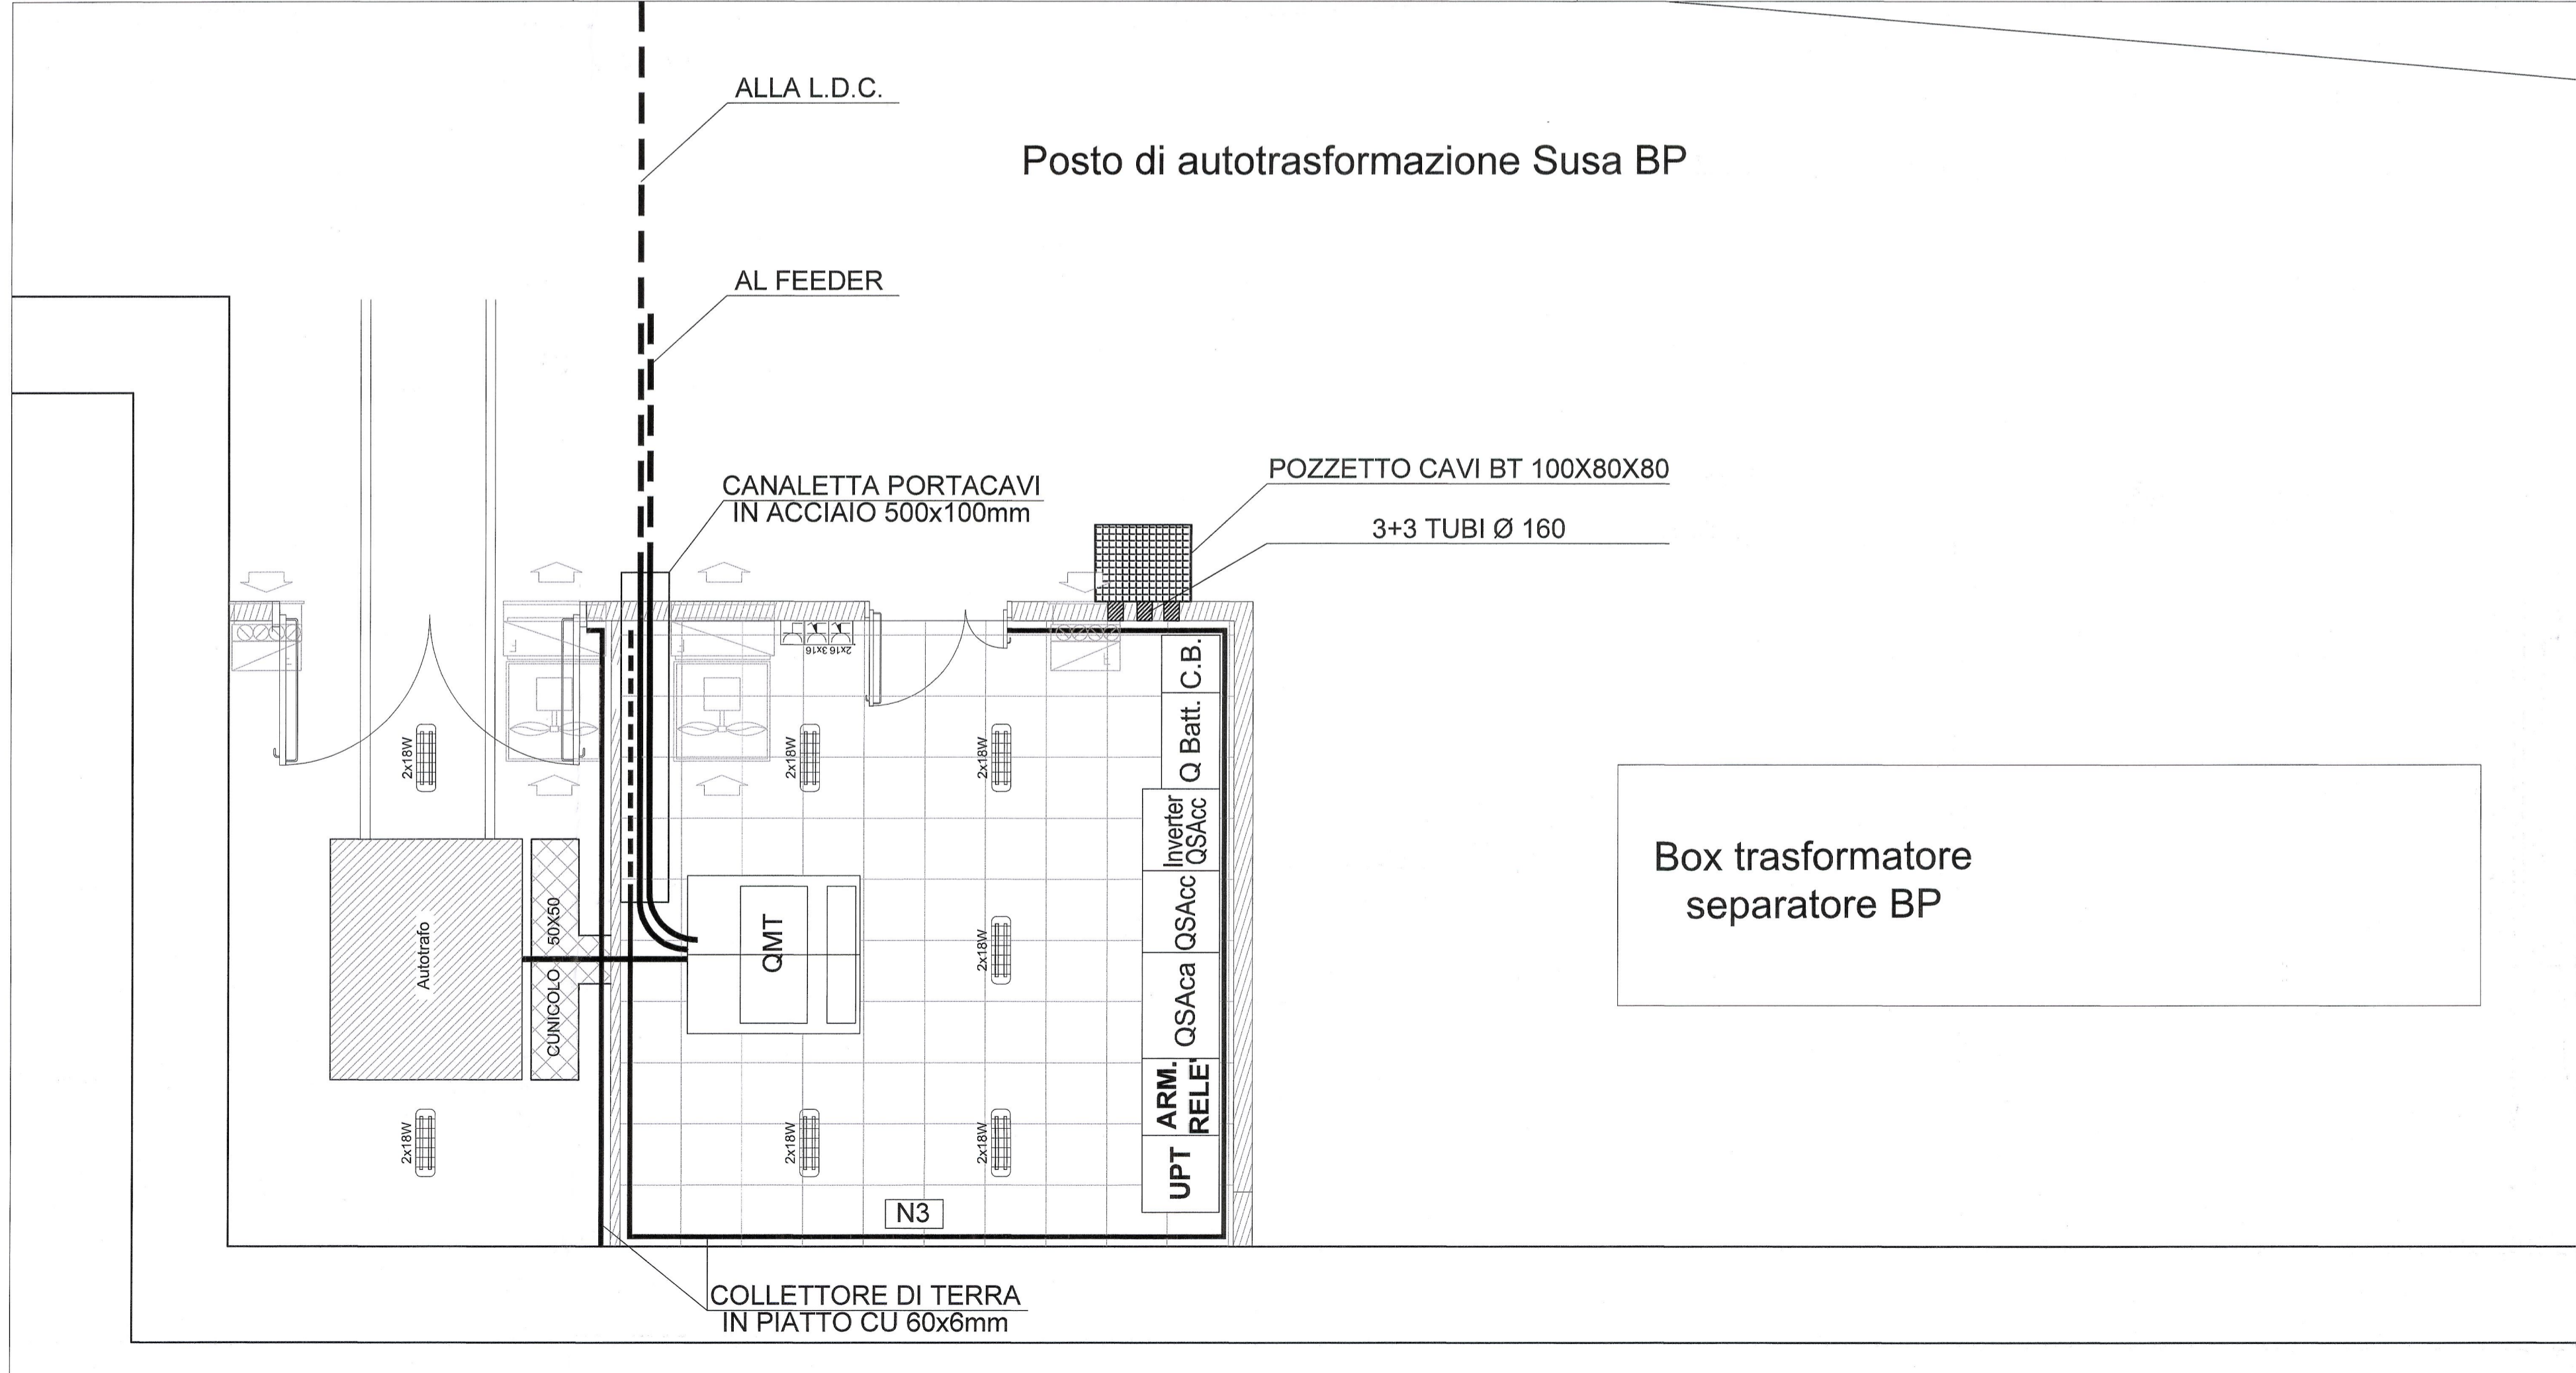 ALLA L.D.C.
Posto di autotrasformazione Susa BP
AL FEEDER
CANALETTA PORTACAVI
IN ACCIAIO 500x100mm
POZZETTO CAVI BT 100X80X80
3+3 TUBI Ø 160
2x16 3x16
2x16
C.B.
Q Batt.
2x18W
2x18W
2x18W
Inverter
QSAcc
Box trasformatore
separatore BP
QSAcc
Autotrafo
CUNICOLO 50X50
QMT
2x18W
QSAca
ARM.
RELE'
2x18W
2x18W
2x18W
UPT
N3
COLLETTORE DI TERRA
IN PIATTO CU 60x6mm